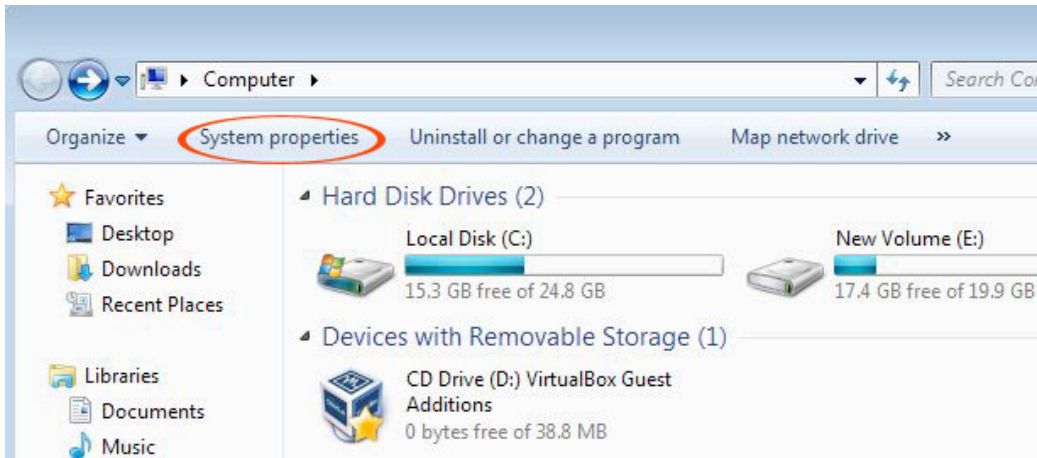 Computer
Search Co
Organize System properties Uninstall or change a program Map network drive »
Favorites
Desktop
Downloads
Recent Places
Libraries
Documents
Music
Hard Disk Drives (2)
Local Disk (C:)
15.3 GB free of 24.8 GB
New Volume (E:)
17.4 GB free of 19.9 GB
Devices with Removable Storage (1)
CD Drive (D:) VirtualBox Guest
Additions
0 bytes free of 38.8 MB